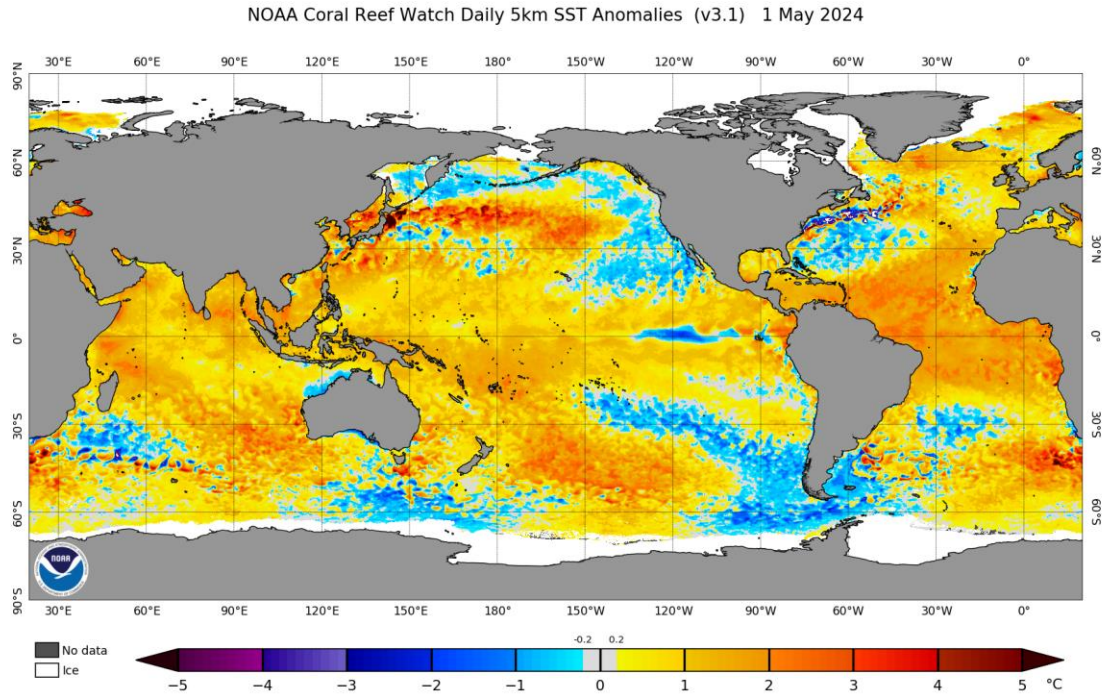 NOAA Coral Reef Watch Daily 5km SST Anomalies (v3.1) 1 May 2024
30°E 60°E 90°E 120°E 150°E 180° 150°W 120°W 90°W 60°W 30°W 0°
90°N
60°N 60°N
30°N 30°N
0° 0°
30°S 30°S
60°S 60°S
90°S
NOAA
30°E 60°E 90°E 120°E 150°E 180° 150°W 120°W 90°W 60°W 30°W 0°
-0.2 0.2
No data
Ice
−5 −4 −3 −2 −1 0 1 2 3 4 5 °C